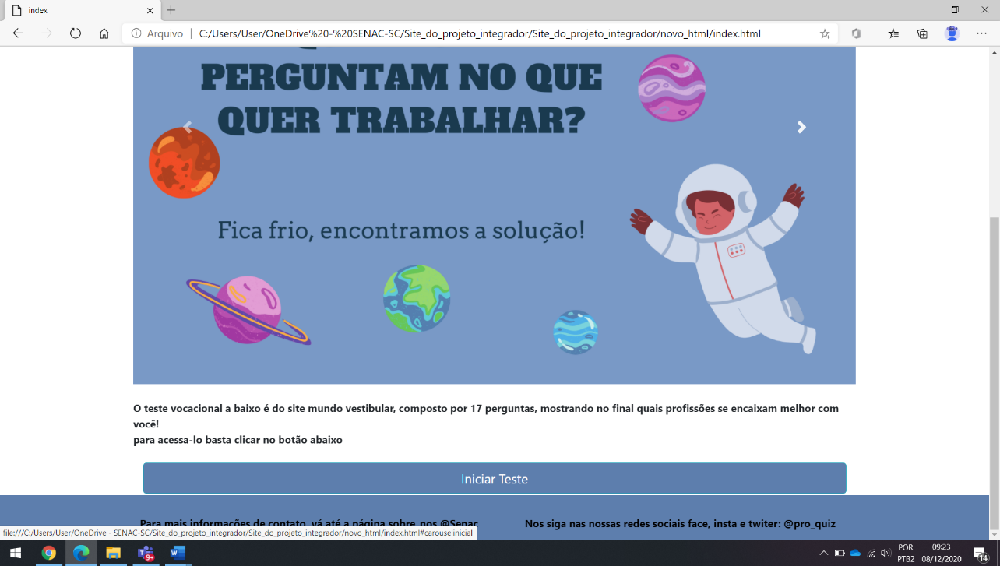 index
Arquivo
C:/Users/User/OneDrive%20-%20SENAC-SC/Site_do_projeto_integrador/Site_do_projeto_integrador/novo_html/index.html
PERGUNTAM NO QUE
QUER TRABALHAR?
Fica frio, encontramos a solução!
O teste vocacional a baixo é do site mundo vestibular, composto por 17 perguntas, mostrando no final quais profissões se encaixam melhor com
você!
para acessa-lo basta clicar no botão abaixo
Iniciar Teste
Para mais informações de contato, vá até a página sobre nos @Senac
Nos siga nas nossas redes sociais face, insta e twiter: @pro_quiz
file:///C:/Users/User/OneDrive - SENAC-SC/Site_do_projeto_integrador/Site_do_projeto_integrador/novo_html/index.html#carouselinicial
9+
POR
PTB2
09:23
08/12/2020
14